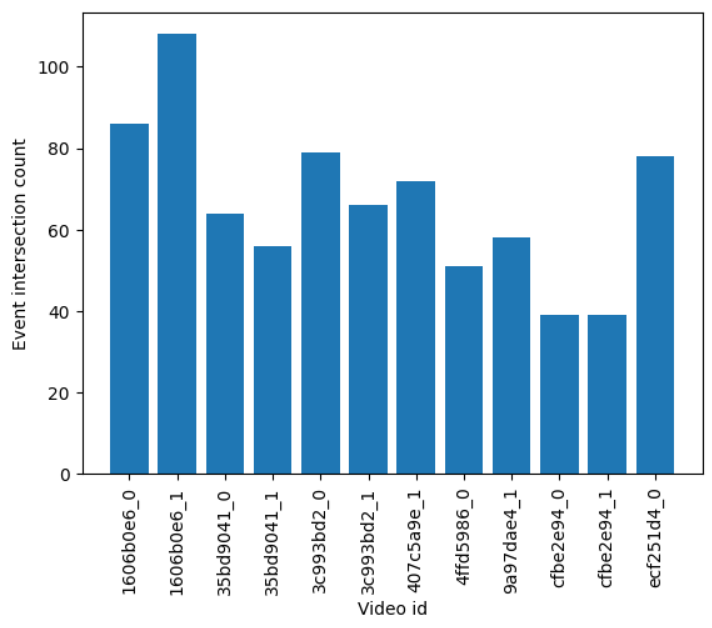 Event intersection count
100
80
60
40
20
0
1606b0e6_0
1606b0e6_1
35bd9041_0
35bd9041_1
3c993bd2_0
3c993bd2_1
407c5a9e_1
4ffd5986_0
9a97dae4_1
cfbe2e94_0
cfbe2e94_1
ecf251d4_0
Video id